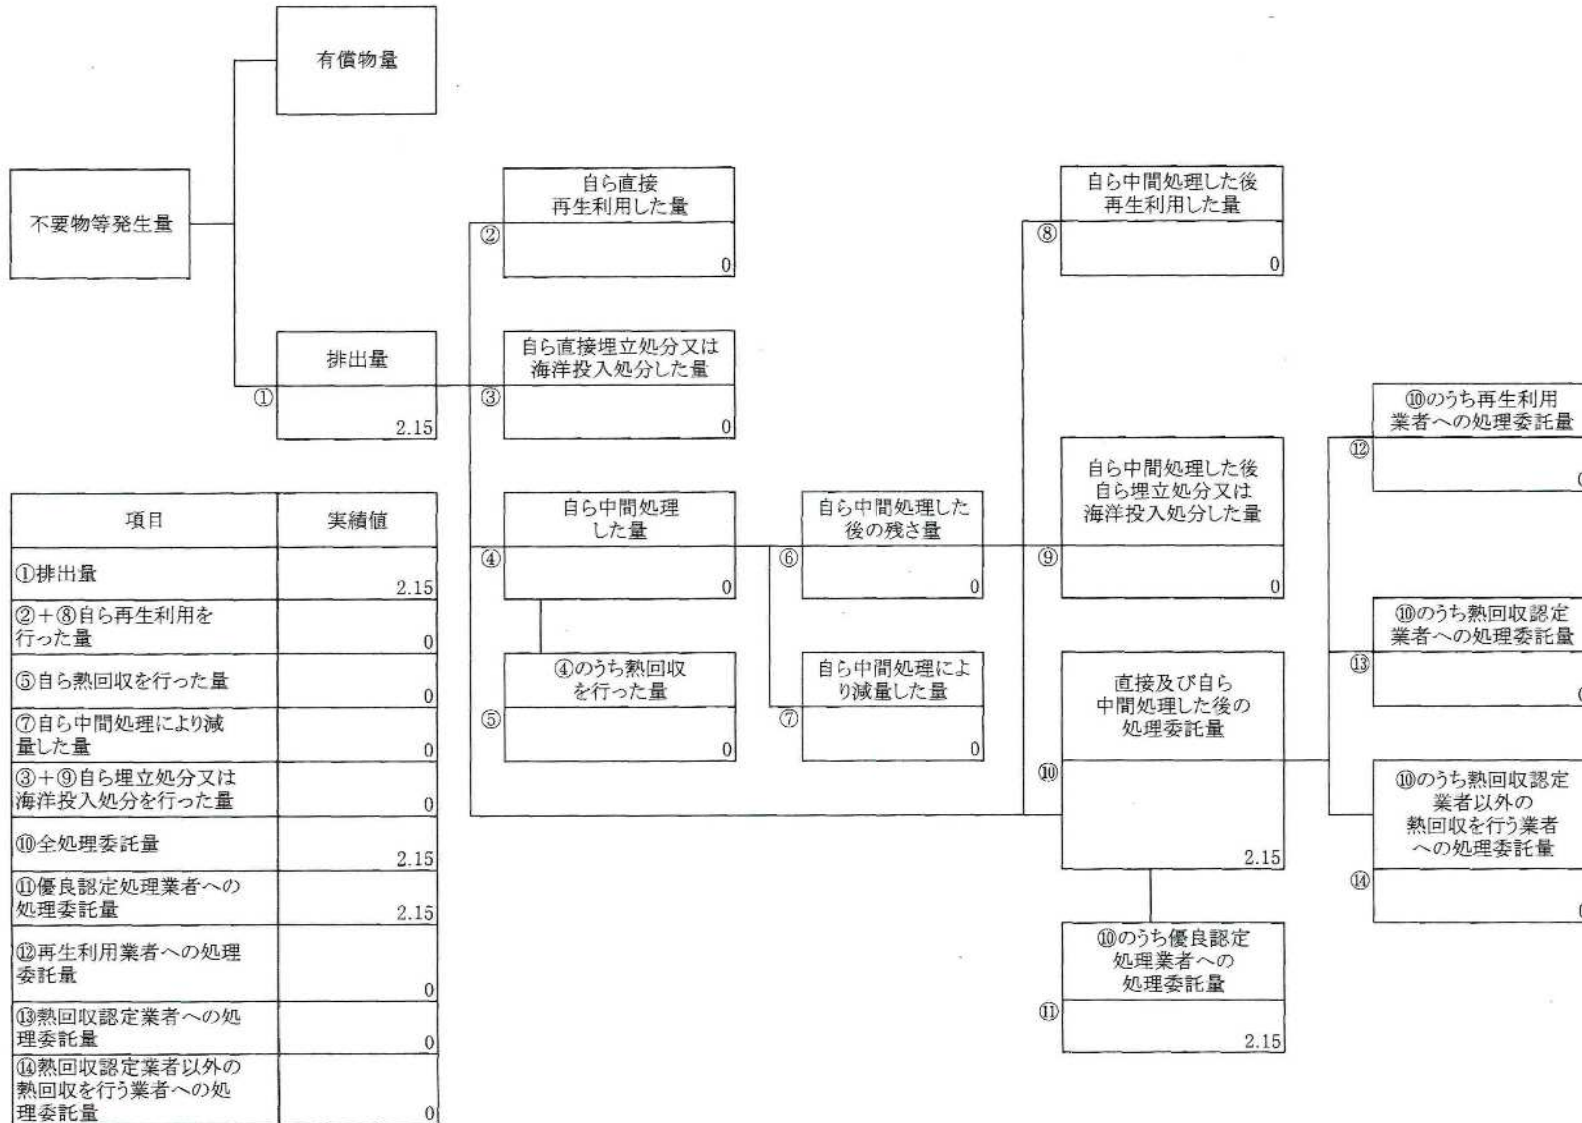 有償物量
不要物等発生量
排出量
①
2.15
自ら直接
再生利用した量
②
0
自ら直接埋立処分又は
海洋投入処分した量
③
0
自ら中間処理
した量
④
0
④のうち熱回収
を行った量
⑤
0
自ら中間処理した
後の残さ量
⑥
0
自ら中間処理によ
り減量した量
⑦
0
自ら中間処理した後
再生利用した量
⑧
0
自ら中間処理した後
自ら埋立処分又は
海洋投入処分した量
⑨
0
直接及び自ら
中間処理した後の
処理委託量
⑩
2.15
⑩のうち優良認定
処理業者への
処理委託量
⑪
2.15
⑩のうち再生利用
業者への処理委託量
⑫
0
⑩のうち熱回収認定
業者への処理委託量
⑬
0
⑩のうち熱回収認定
業者以外の
熱回収を行う業者
への処理委託量
⑭
0
項目 実績値
①排出量
2.15
②+⑧自ら再生利用を
行った量 0
⑤自ら熱回収を行った量
0
⑦自ら中間処理により減
量した量 0
③+⑨自ら埋立処分又は
海洋投入処分を行った量 0
⑩全処理委託量
2.15
⑪優良認定処理業者への
処理委託量 2.15
⑫再生利用業者への処理
委託量
0
⑬熱回収認定業者への処
理委託量 0
⑭熱回収認定業者以外の
熱回収を行う業者への処
理委託量 0